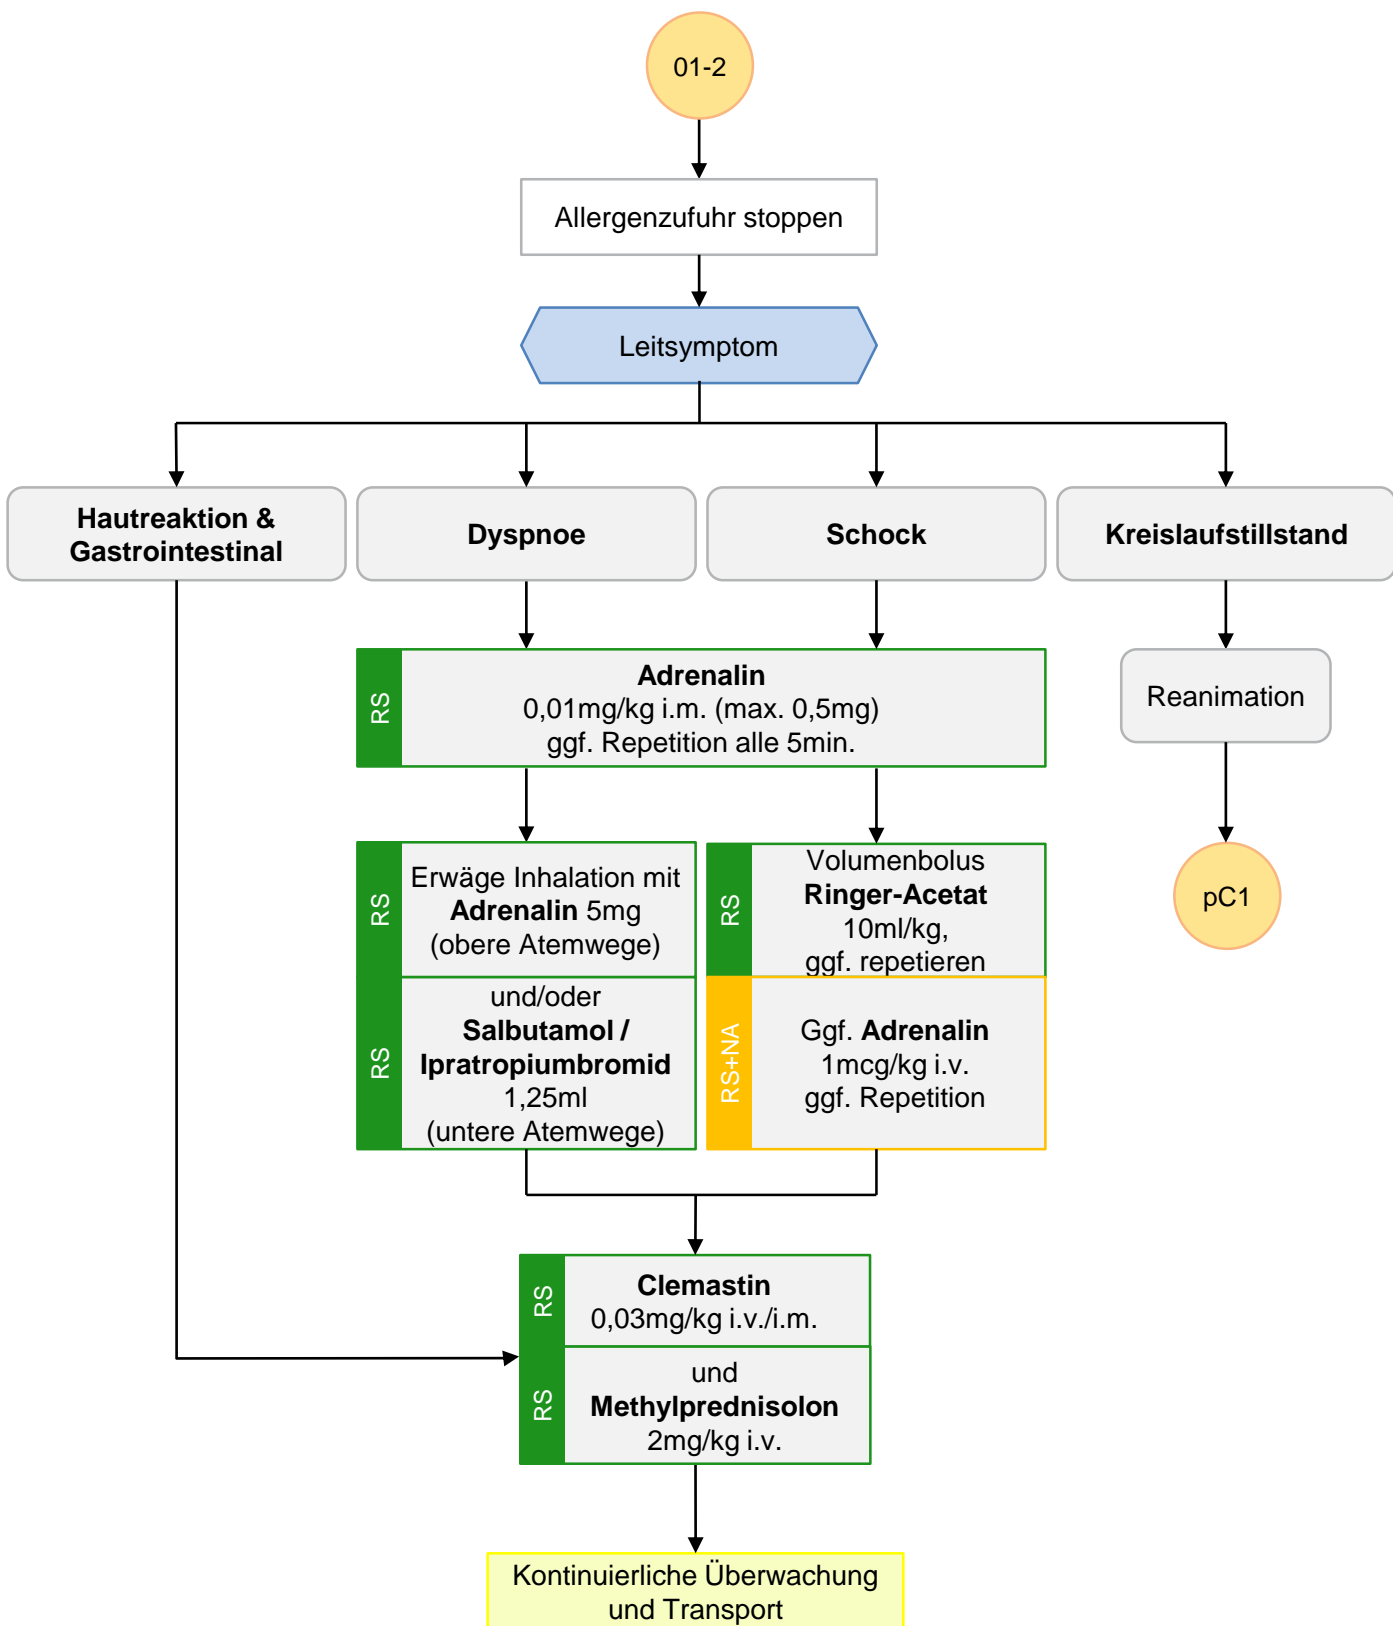 01-2
Allergenzufuhr stoppen
Leitsymptom
Hautreaktion &
Gastrointestinal
Dyspnoe
Schock
Kreislaufstillstand
RS
Adrenalin
0,01mg/kg i.m. (max. 0,5mg)
ggf. Repetition alle 5min.
Reanimation
RS
Erwäge Inhalation mit
Adrenalin 5mg
(obere Atemwege)
RS
und/oder
Salbutamol /
Ipratropiumbromid
1,25ml
(untere Atemwege)
RS
Volumenbolus
Ringer-Acetat
10ml/kg,
ggf. repetieren
RS+NA
Ggf. Adrenalin
1mcg/kg i.v.
ggf. Repetition
pC1
RS
Clemastin
0,03mg/kg i.v./i.m.
RS
und
Methylprednisolon
2mg/kg i.v.
Kontinuierliche Überwachung
und Transport